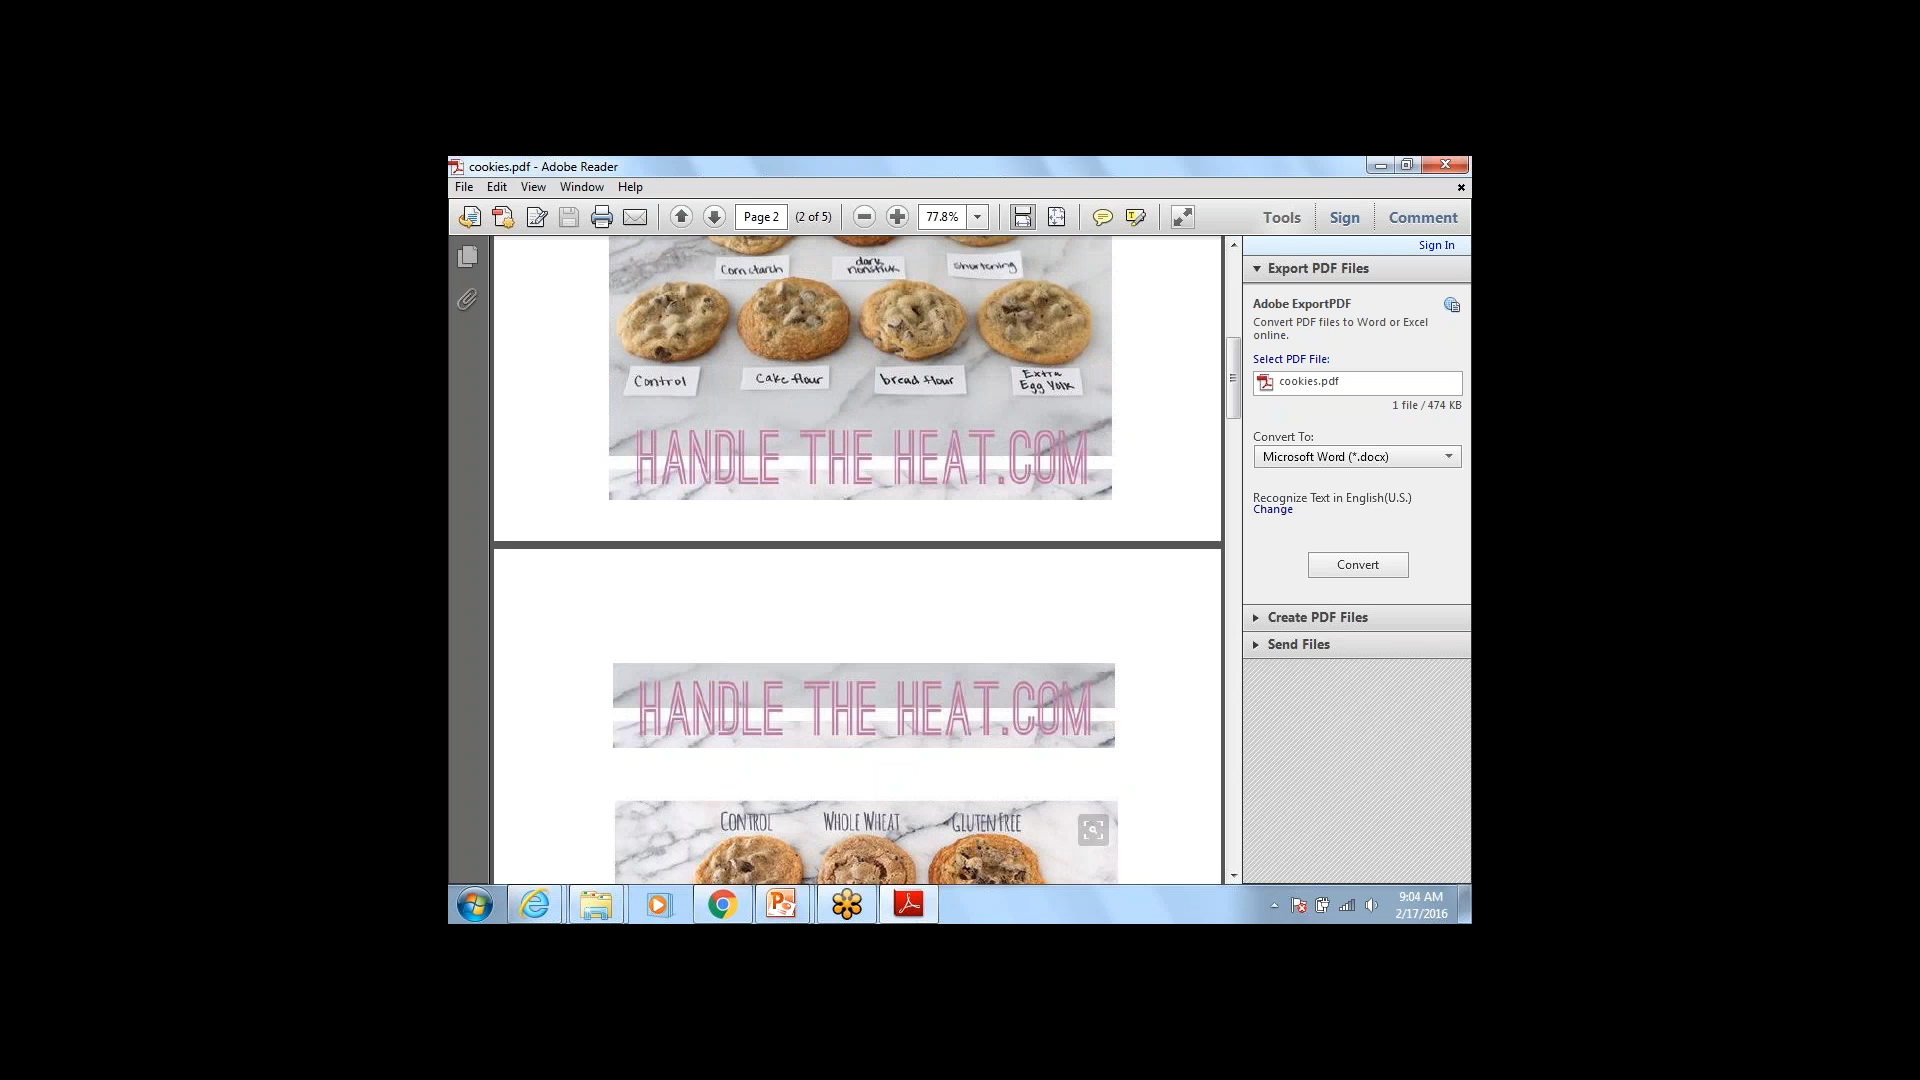 cookies.pdf - Adobe Reader
File Edit View Window Help
Page 2 (2 of 5) 77.8% Tools Sign Comment
Sign In
Export PDF Files
Adobe ExportPDF
Convert PDF files to Word or Excel
online.
Select PDF File:
cookies.pdf
1 file / 474 KB
Convert To:
Microsoft Word (*.docx)
Recognize Text in English(U.S.)
Change
Convert
Create PDF Files
Send Files
Cornstarch
dark
nonstick
shortening
Control
Cake flour
bread flour
Extra
Egg Yolk
HANDLE THE HEAT.COM
HANDLE THE HEAT.COM
CONTROL WHOLE WHEAT GLUTEN FREE
9:04 AM
2/17/2016